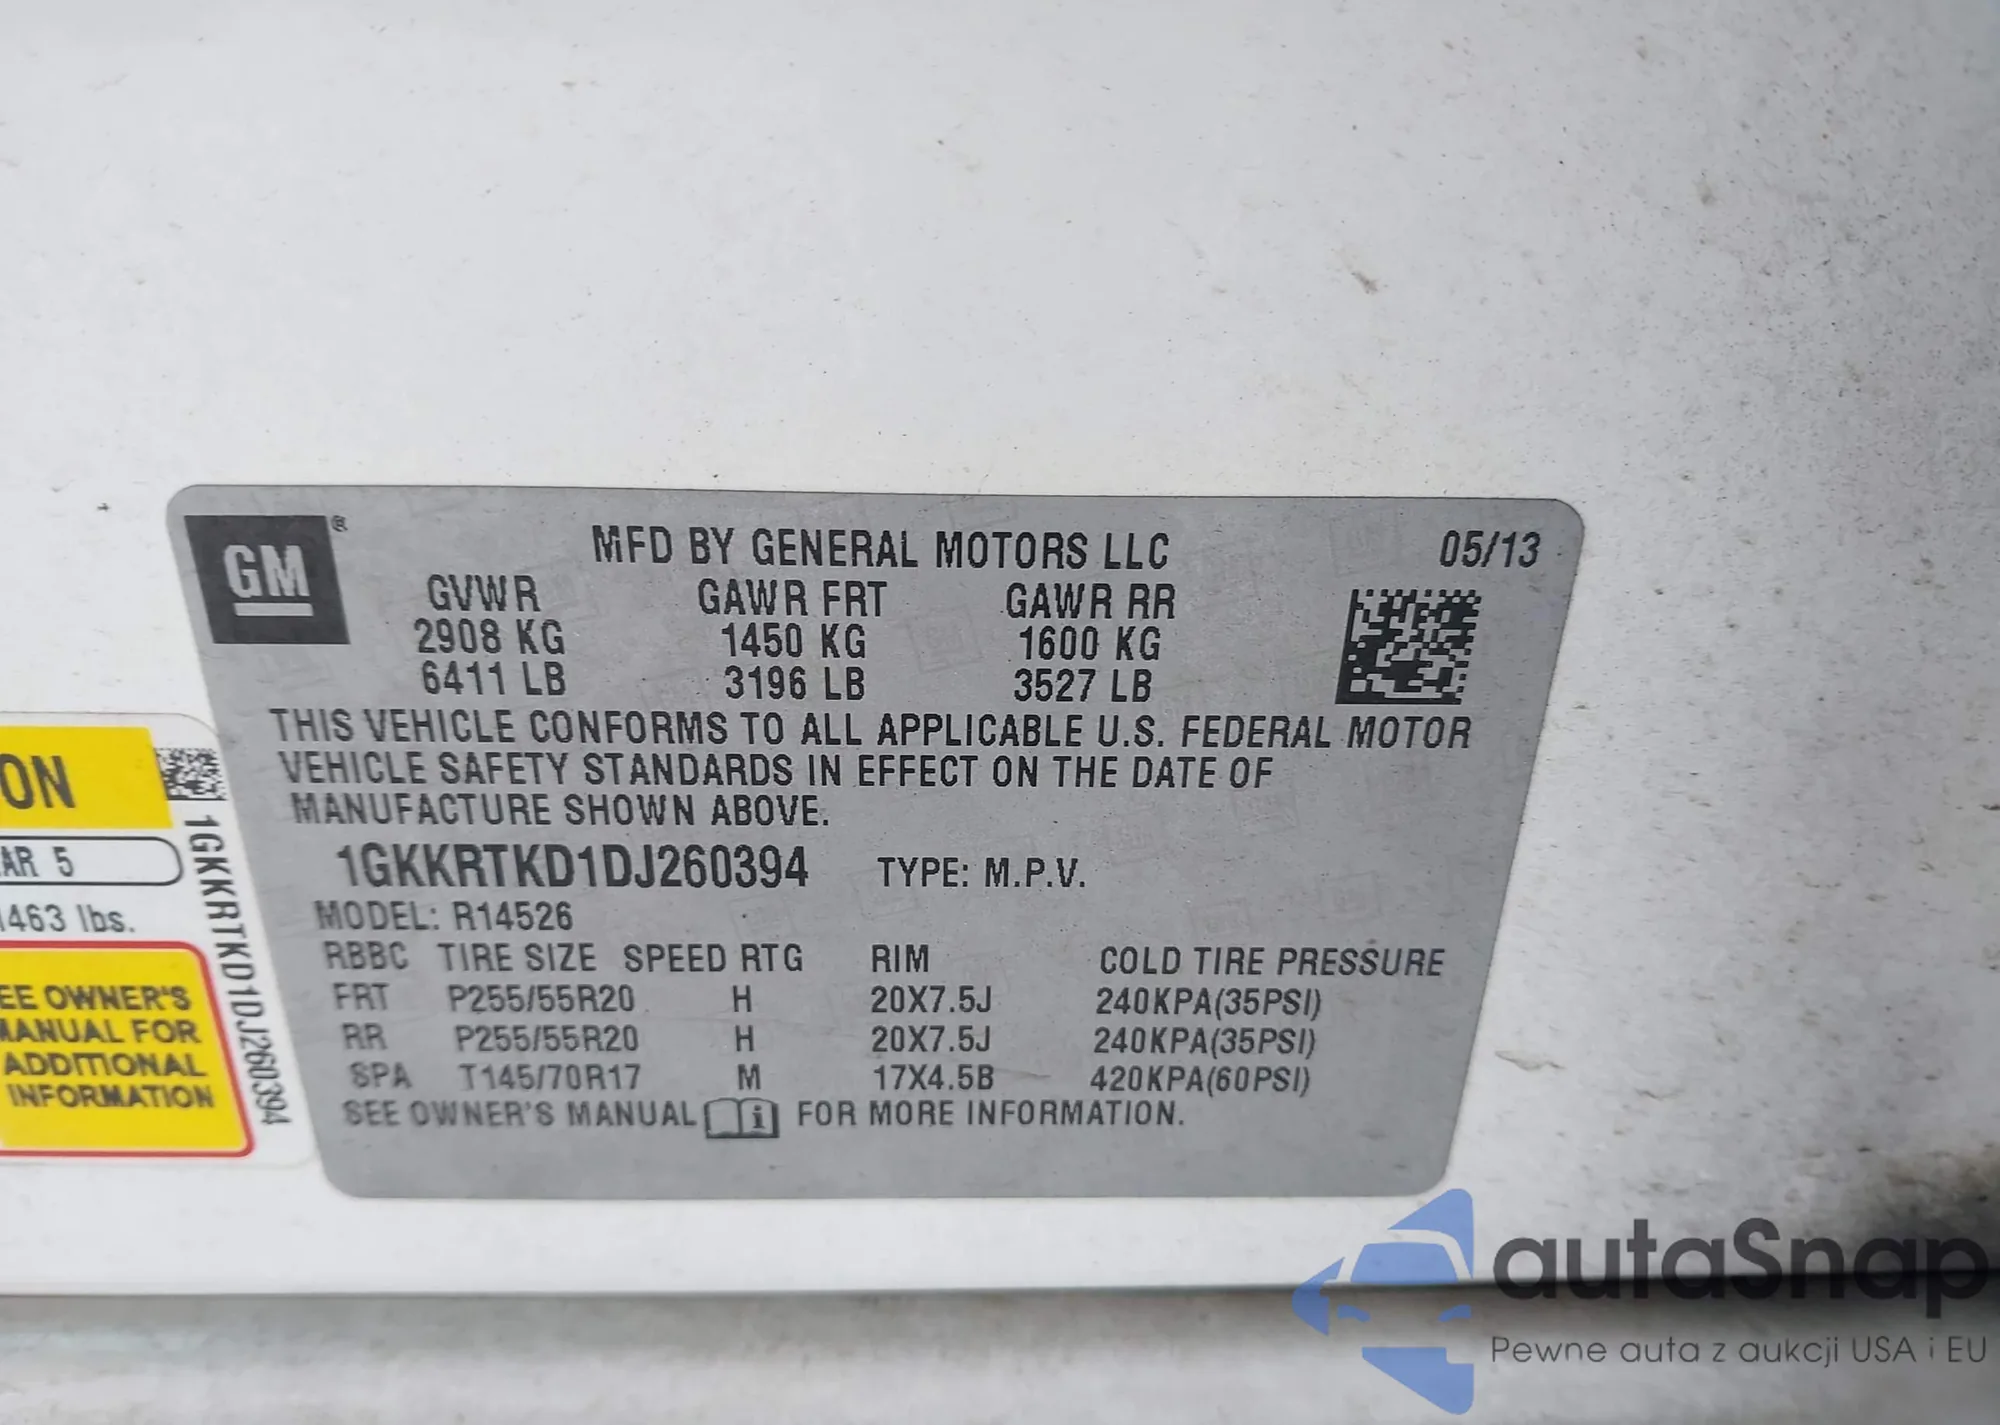 GM ®
MFD BY GENERAL MOTORS LLC 05/13
GVWR GAWR FRT GAWR RR
2908 KG 1450 KG 1600 KG
6411 LB 3196 LB 3527 LB
THIS VEHICLE CONFORMS TO ALL APPLICABLE U.S. FEDERAL MOTOR
VEHICLE SAFETY STANDARDS IN EFFECT ON THE DATE OF
MANUFACTURE SHOWN ABOVE.
1GKKRTKD1DJ260394 TYPE: M.P.V.
MODEL: R14526
RBBC TIRE SIZE SPEED RTG RIM COLD TIRE PRESSURE
FRT P255/55R20 H 20X7.5J 240KPA(35PSI)
RR P255/55R20 H 20X7.5J 240KPA(35PSI)
SPA T145/70R17 M 17X4.5B 420KPA(60PSI)
SEE OWNER'S MANUAL i FOR MORE INFORMATION.
ON
AR 5
1463 lbs.
EE OWNER'S
MANUAL FOR
ADDITIONAL
INFORMATION
1GKKRTKD1DJ260394
autaSnap
Pewne auta z aukcji USA i EU